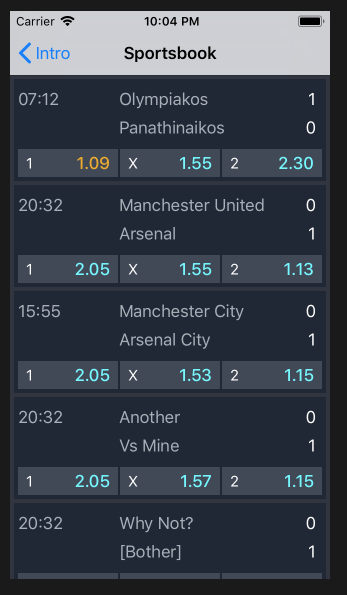 Carrier 10:04 PM
Intro Sportsbook
07:12 Olympiakos 1
Panathinaikos 0
1 1.09 X 1.55 2 2.30
20:32 Manchester United 0
Arsenal 1
1 2.05 X 1.55 2 1.13
15:55 Manchester City 0
Arsenal City 1
1 2.05 X 1.53 2 1.15
20:32 Another 0
Vs Mine 1
1 2.05 X 1.57 2 1.15
20:32 Why Not? 0
[Bother] 1